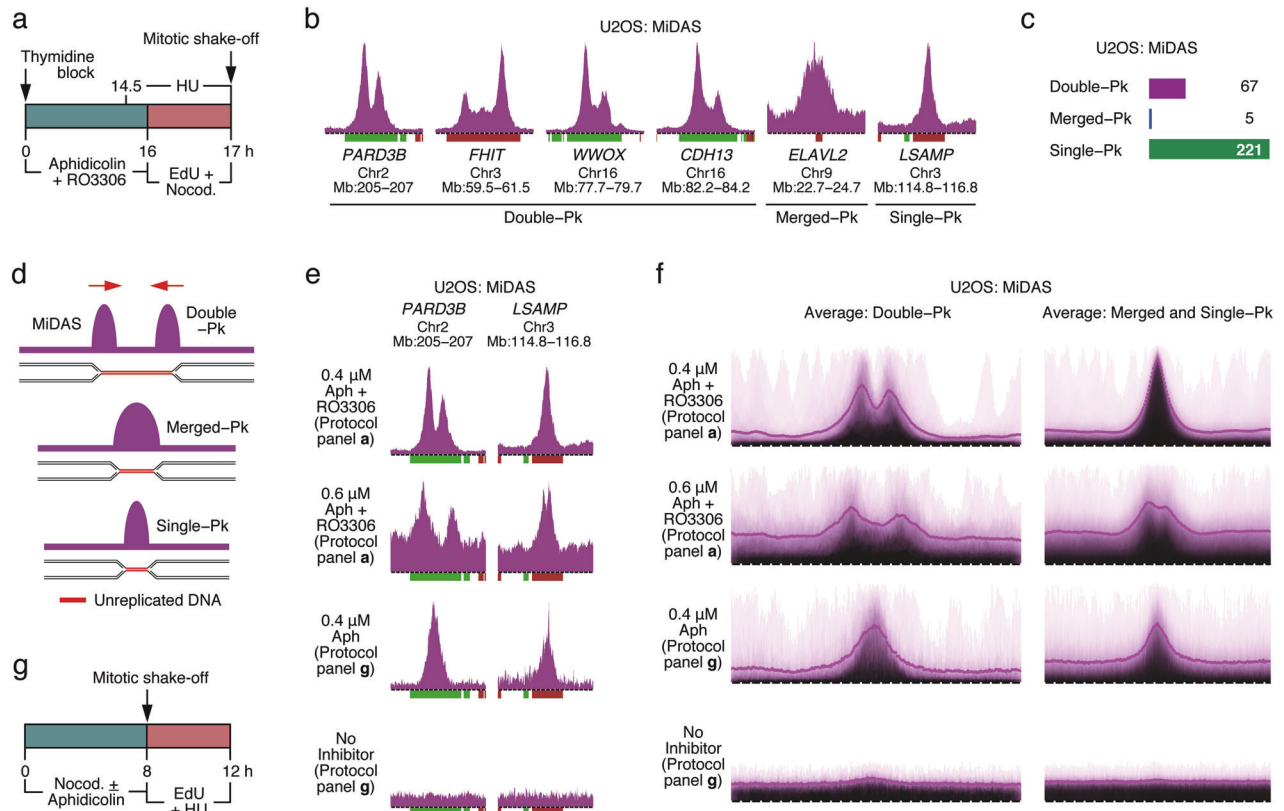 a
Thymidine
block
Mitotic shake-off
14.5
HU
0
16
17 h
Aphidicolin
+ RO3306
EdU +
Nocod.
b
U2OS: MiDAS
PARD3B
Chr2
Mb:205–207
FHIT
Chr3
Mb:59.5–61.5
WWOX
Chr16
Mb:77.7–79.7
CDH13
Chr16
Mb:82.2–84.2
ELAVL2
Chr9
Mb:22.7–24.7
LSAMP
Chr3
Mb:114.8–116.8
Double–Pk
Merged–Pk
Single–Pk
c
U2OS: MiDAS
Double–Pk 67
Merged–Pk 5
Single–Pk 221
d
MiDAS
Double
–Pk
Merged–Pk
Single–Pk
Unreplicated DNA
e
U2OS: MiDAS
PARD3B
Chr2
Mb:205–207
LSAMP
Chr3
Mb:114.8–116.8
0.4 µM
Aph +
RO3306
(Protocol
panel a)
0.6 µM
Aph +
RO3306
(Protocol
panel a)
0.4 µM
Aph
(Protocol
panel g)
No
Inhibitor
(Protocol
panel g)
f
U2OS: MiDAS
Average: Double–Pk
Average: Merged and Single–Pk
0.4 µM
Aph +
RO3306
(Protocol
panel a)
0.6 µM
Aph +
RO3306
(Protocol
panel a)
0.4 µM
Aph
(Protocol
panel g)
No
Inhibitor
(Protocol
panel g)
g
Mitotic shake-off
0
8
12 h
Nocod. ±
Aphidicolin
EdU
+ HU